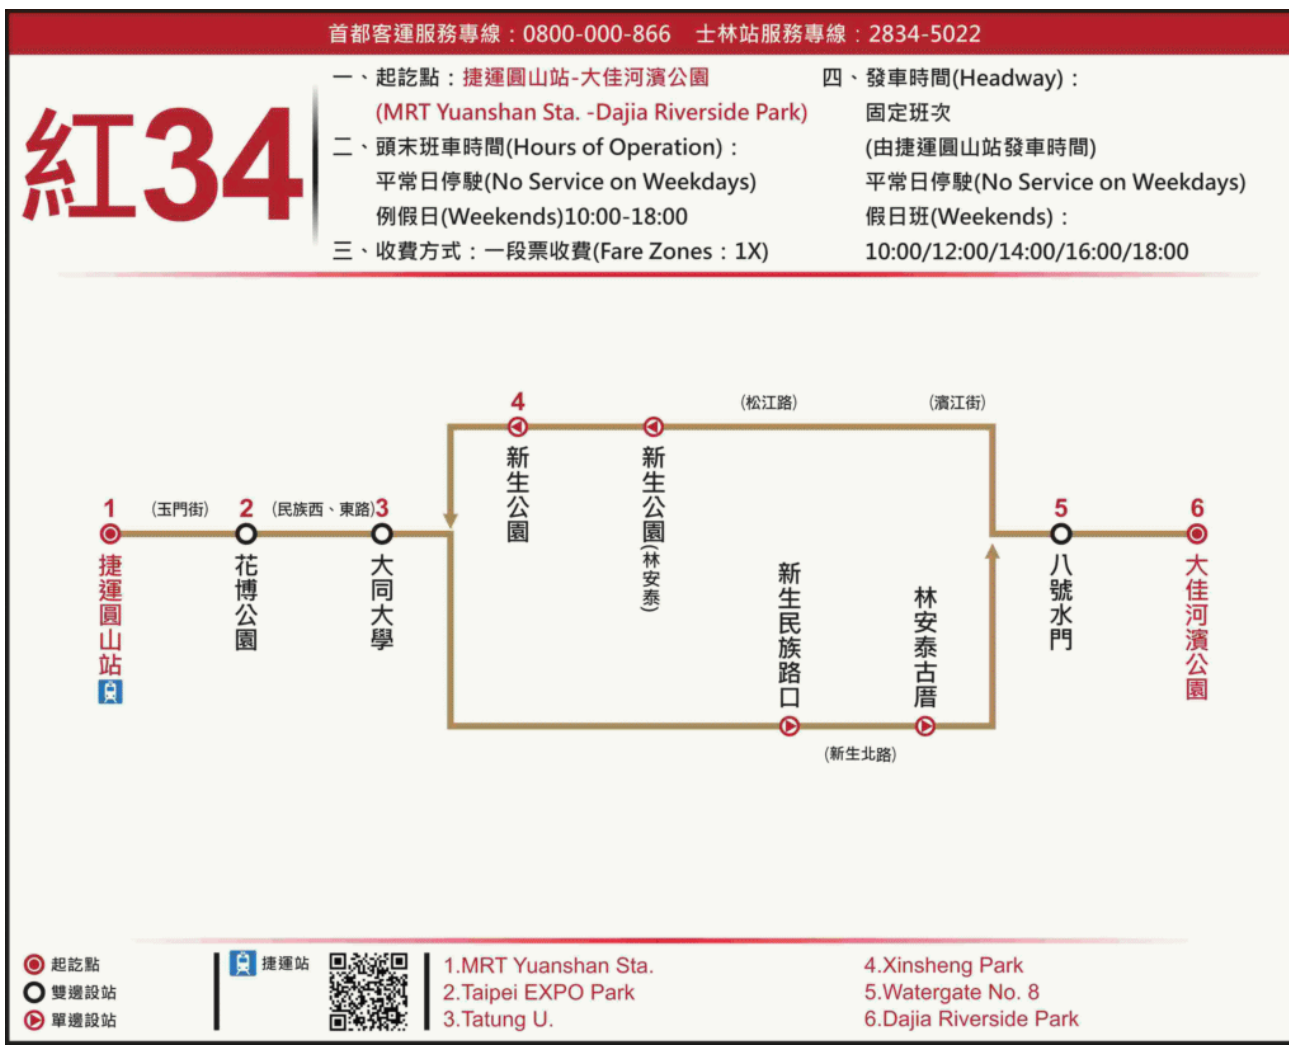 首都客運服務專線：0800-000-866　士林站服務專線：2834-5022
紅34
一、起訖點：捷運圓山站-大佳河濱公園
(MRT Yuanshan Sta. -Dajia Riverside Park)
二、頭末班車時間(Hours of Operation)：
平常日停駛(No Service on Weekdays)
例假日(Weekends)10:00-18:00
三、收費方式：一段票收費(Fare Zones：1X)
四、發車時間(Headway)：
固定班次
(由捷運圓山站發車時間)
平常日停駛(No Service on Weekdays)
假日班(Weekends)：
10:00/12:00/14:00/16:00/18:00
(松江路)
(濱江街)
4
新生公園
新生公園(林安泰)
1
捷運圓山站
(玉門街)
2
花博公園
(民族西、東路)
3
大同大學
新生民族路口
林安泰古厝
(新生北路)
5
八號水門
6
大佳河濱公園
起訖點
雙邊設站
單邊設站
捷運站
1.MRT Yuanshan Sta.
2.Taipei EXPO Park
3.Tatung U.
4.Xinsheng Park
5.Watergate No. 8
6.Dajia Riverside Park